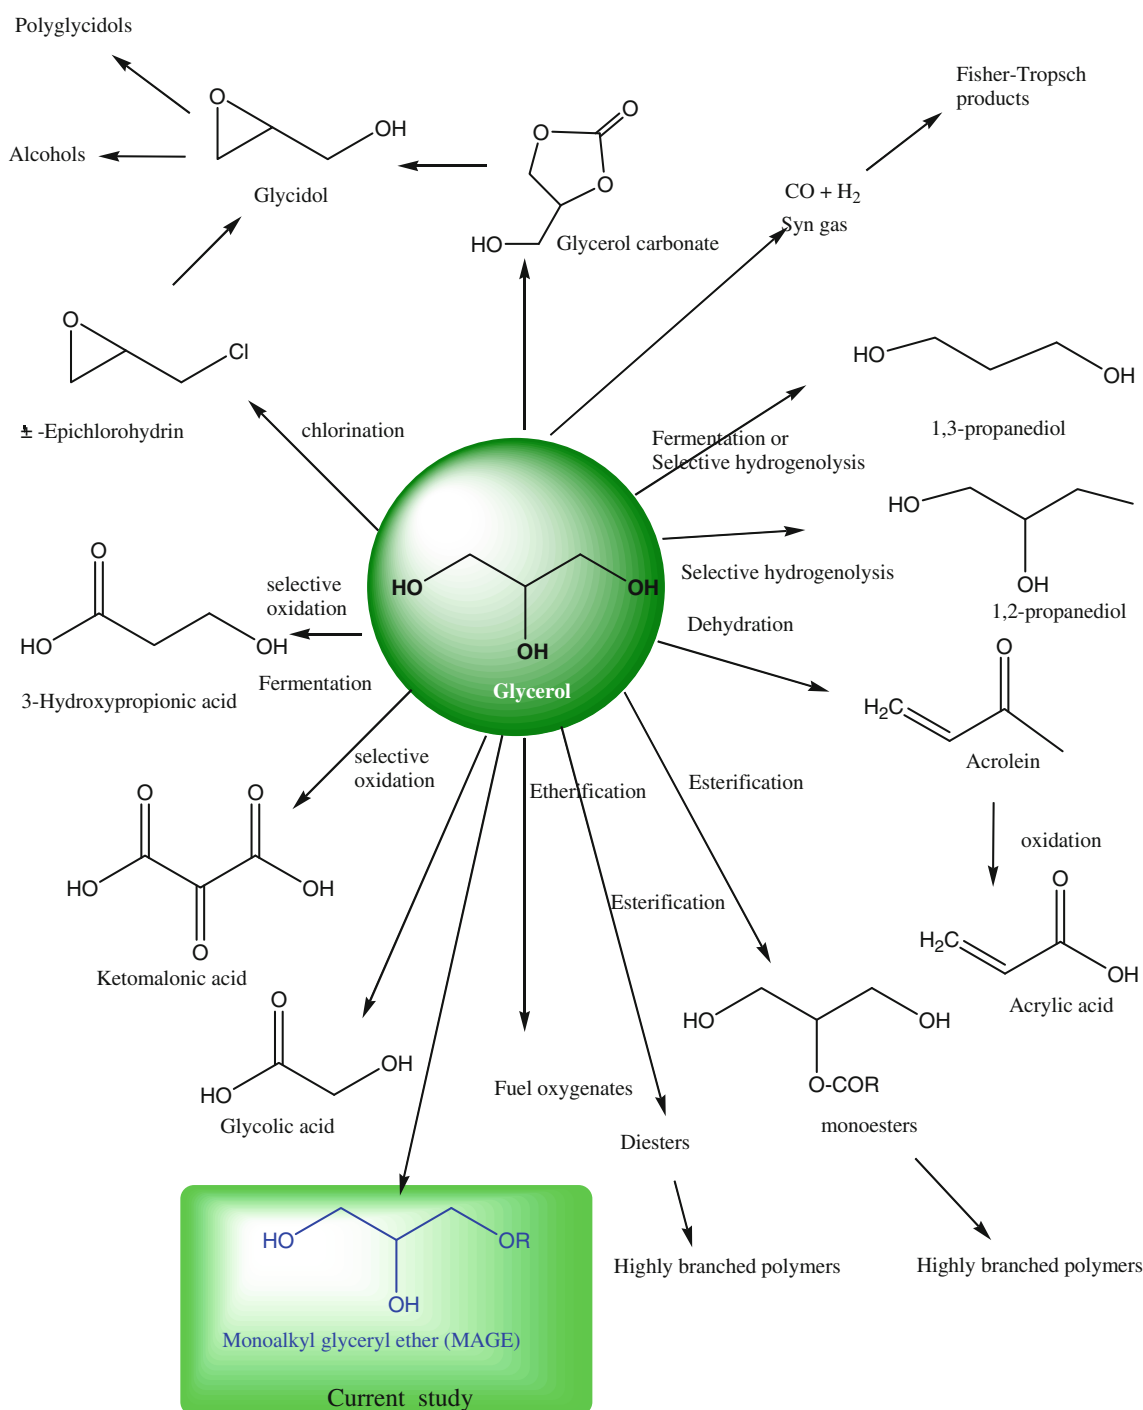 Polyglycidols
Fisher-Tropsch
products
O
OH
O
O
O
Alcohols
Glycidol
CO + H2
Syn gas
HO
Glycerol carbonate
O
Cl
± -Epichlorohydrin
chlorination
HO
OH
1,3-propanediol
Fermentation or
Selective hydrogenolysis
HO
OH
1,2-propanediol
Selective hydrogenolysis
O
HO
OH
3-Hydroxypropionic acid
selective
oxidation
Fermentation
HO
OH
OH
Glycerol
Dehydration
O
H2C
Acrolein
selective
oxidation
Etherification
Esterification
oxidation
O
O
HO
OH
O
Ketomalonic acid
Esterification
O
H2C
OH
Acrylic acid
HO
OH
O-COR
monoesters
O
OH
HO
Glycolic acid
Fuel oxygenates
Diesters
HO
OR
OH
Monoalkyl glyceryl ether (MAGE)
Current study
Highly branched polymers
Highly branched polymers